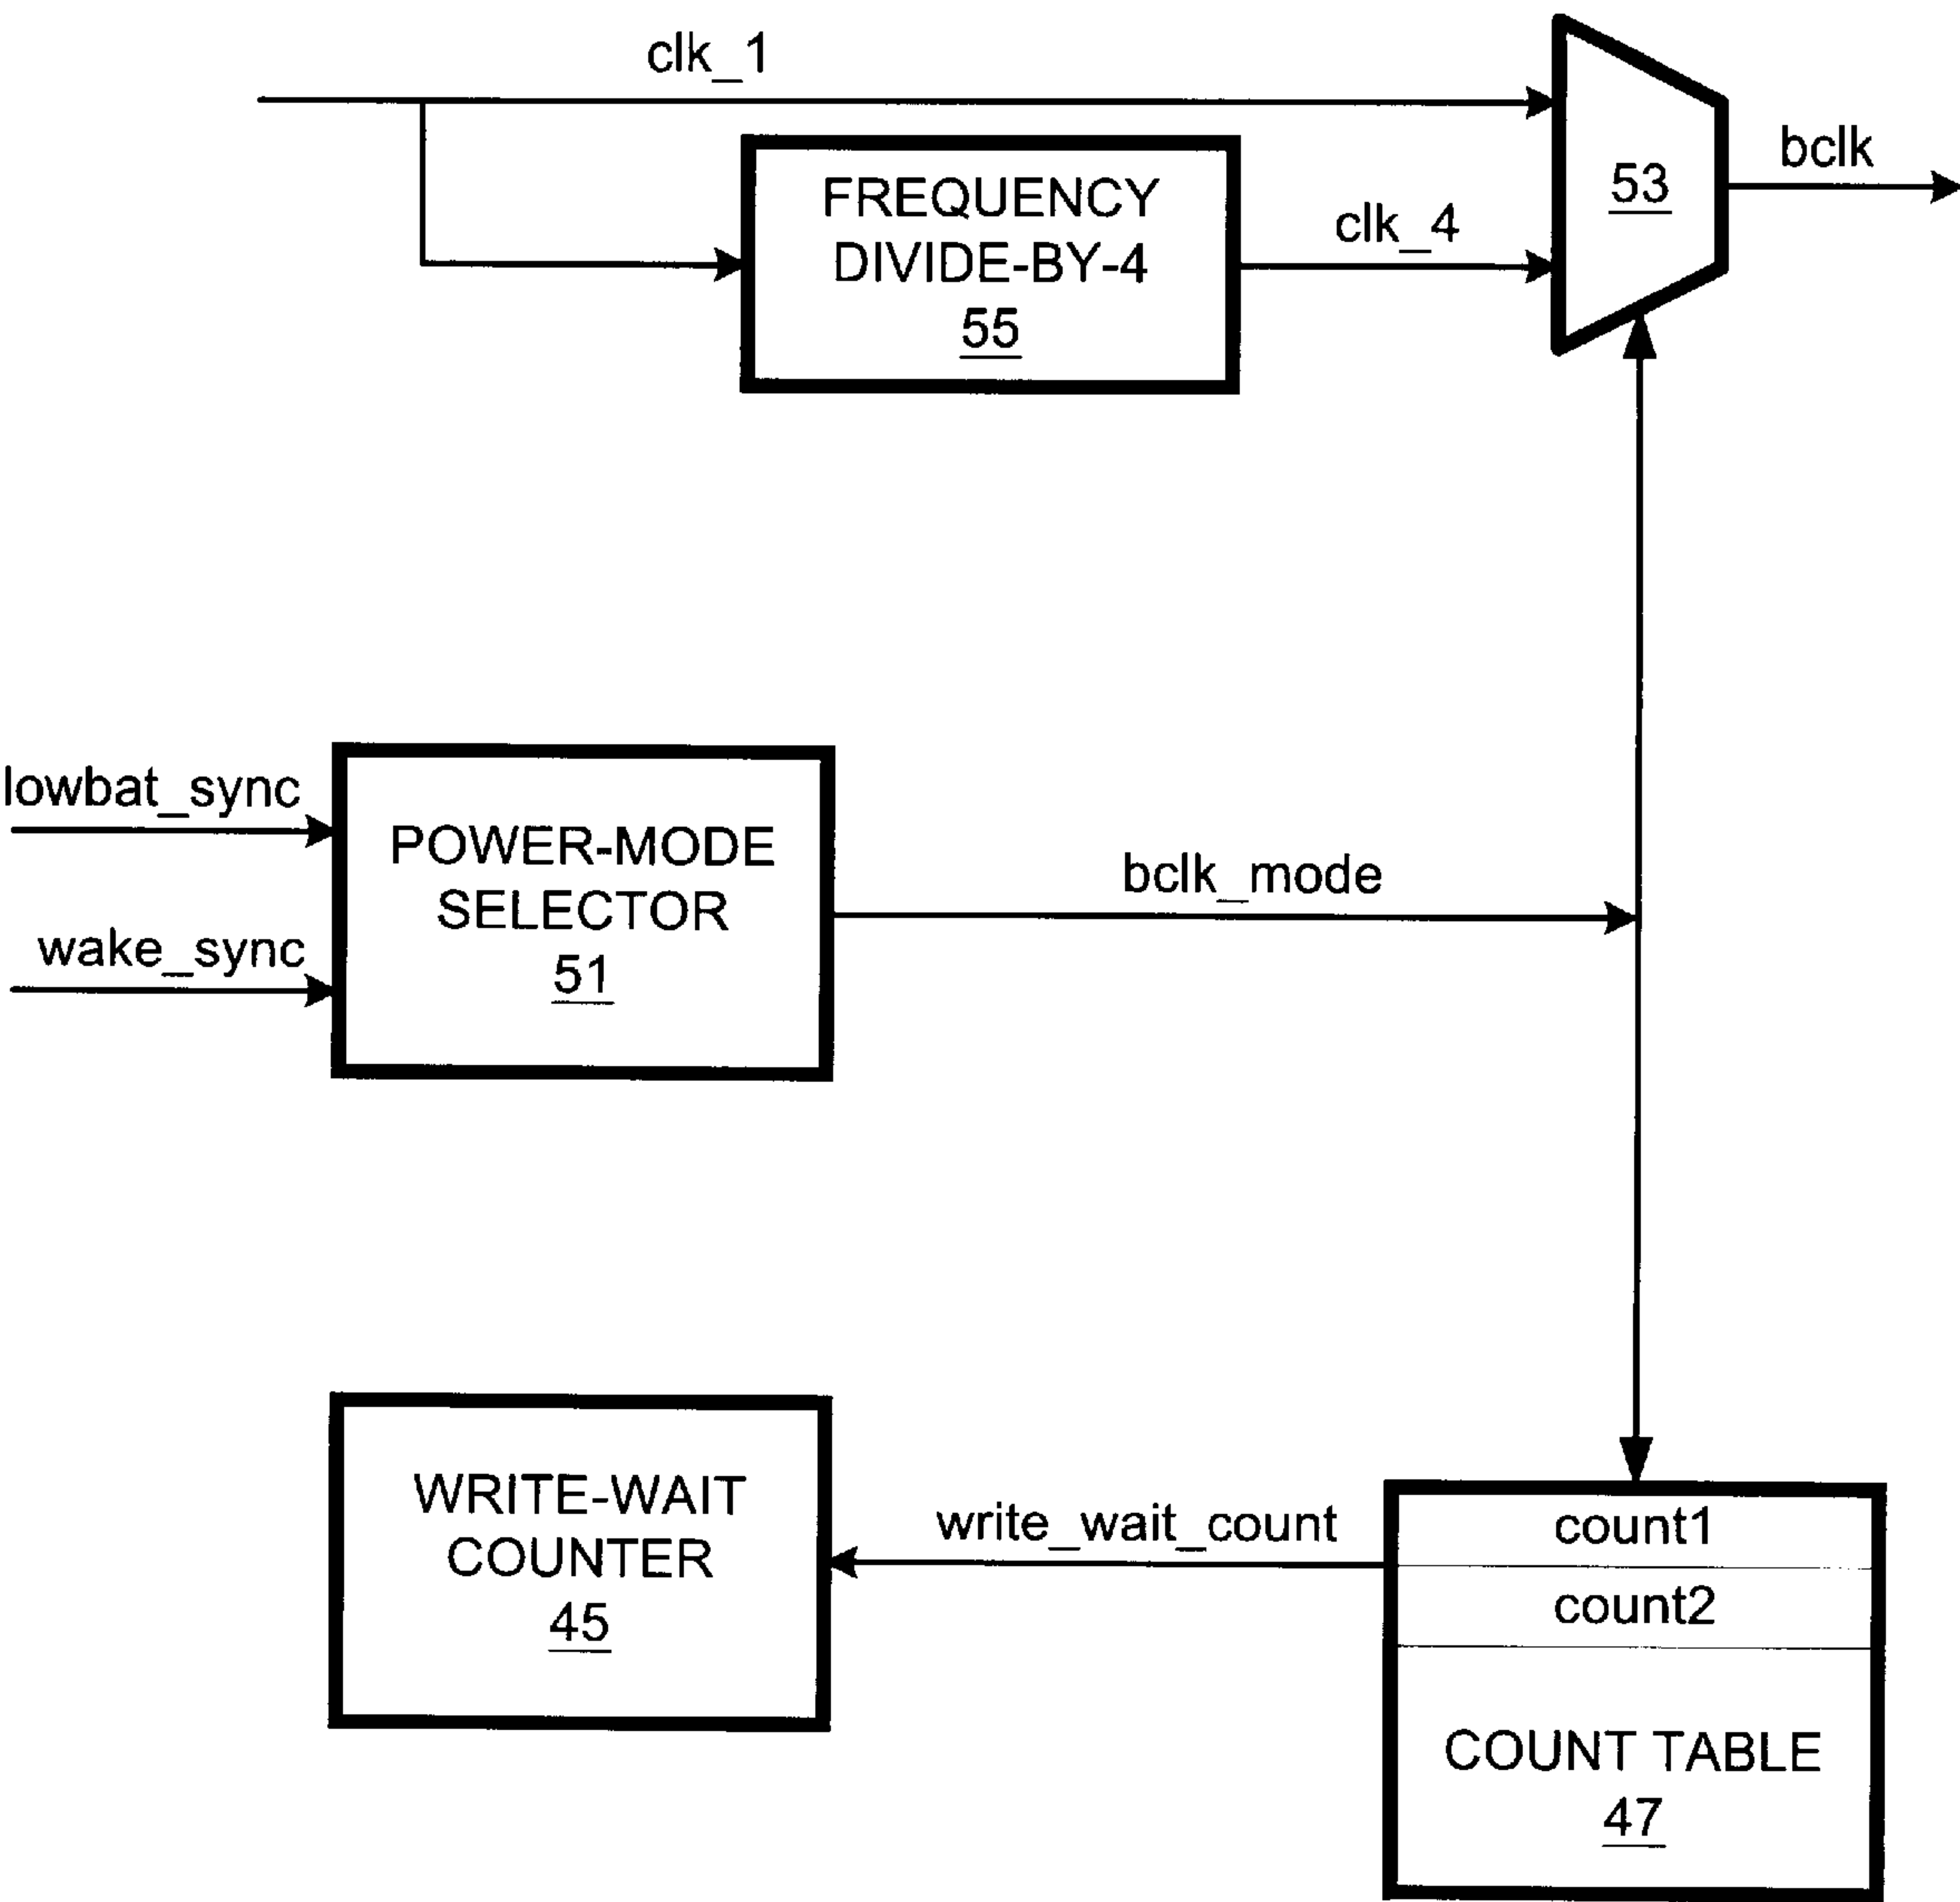 clk_1
FREQUENCY
DIVIDE-BY-4
55
clk_4
53
bclk
lowbat_sync
wake_sync
POWER-MODE
SELECTOR
51
bclk_mode
WRITE-WAIT
COUNTER
45
write_wait_count
count1
count2
COUNT TABLE
47